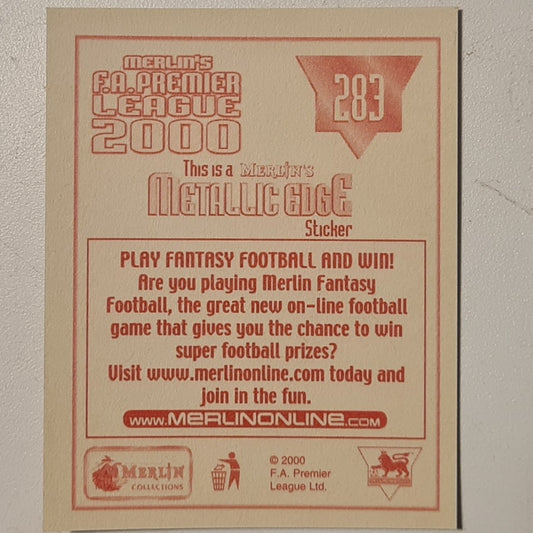 MERLIN'S
F.A. PREMIER
LEAGUE
2000
283
This is a MERLIN'S
METALLIC EDGE
Sticker
PLAY FANTASY FOOTBALL AND WIN!
Are you playing Merlin Fantasy
Football, the great new on-line football
game that gives you the chance to win
super football prizes?
Visit www.merlinonline.com today and
join in the fun.
WWW.MERLINONLINE.COM
MERLIN
COLLECTIONS
© 2000
F.A. Premier
League Ltd.